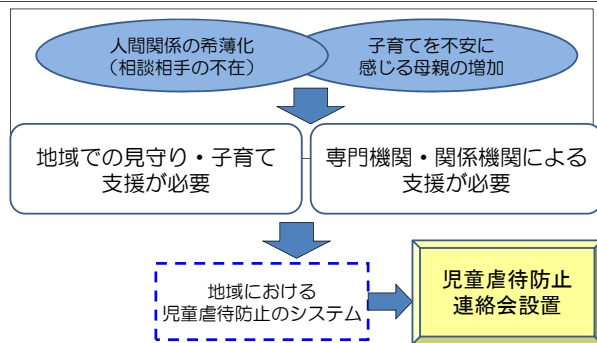 人間関係の希薄化
（相談相手の不在）
子育てを不安に
感じる母親の増加
地域での見守り・子育て
支援が必要
専門機関・関係機関による
支援が必要
地域における
児童虐待防止のシステム
児童虐待防止
連絡会設置